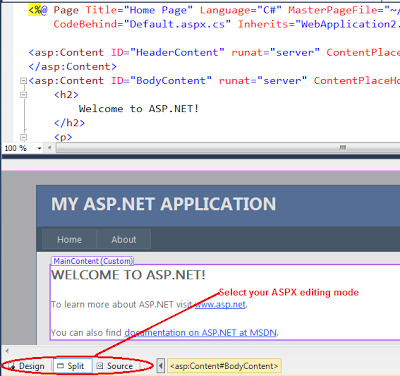 <%@ Page Title="Home Page" Language="C#" MasterPageFile="~/
CodeBehind="Default.aspx.cs" Inherits="WebApplication2.
<asp:Content ID="HeaderContent" runat="server" ContentPlace
</asp:Content>
<asp:Content ID="BodyContent" runat="server" ContentPlaceHo
<h2>
Welcome to ASP.NET!
</h2>
<p>
100 %
MY ASP.NET APPLICATION
Home About
MainContent (Custom)
WELCOME TO ASP.NET!
Select your ASPX editing mode
To learn more about ASP.NET visit www.asp.net.
You can also find documentation on ASP.NET at MSDN.
Design Split Source <asp:Content#BodyContent>